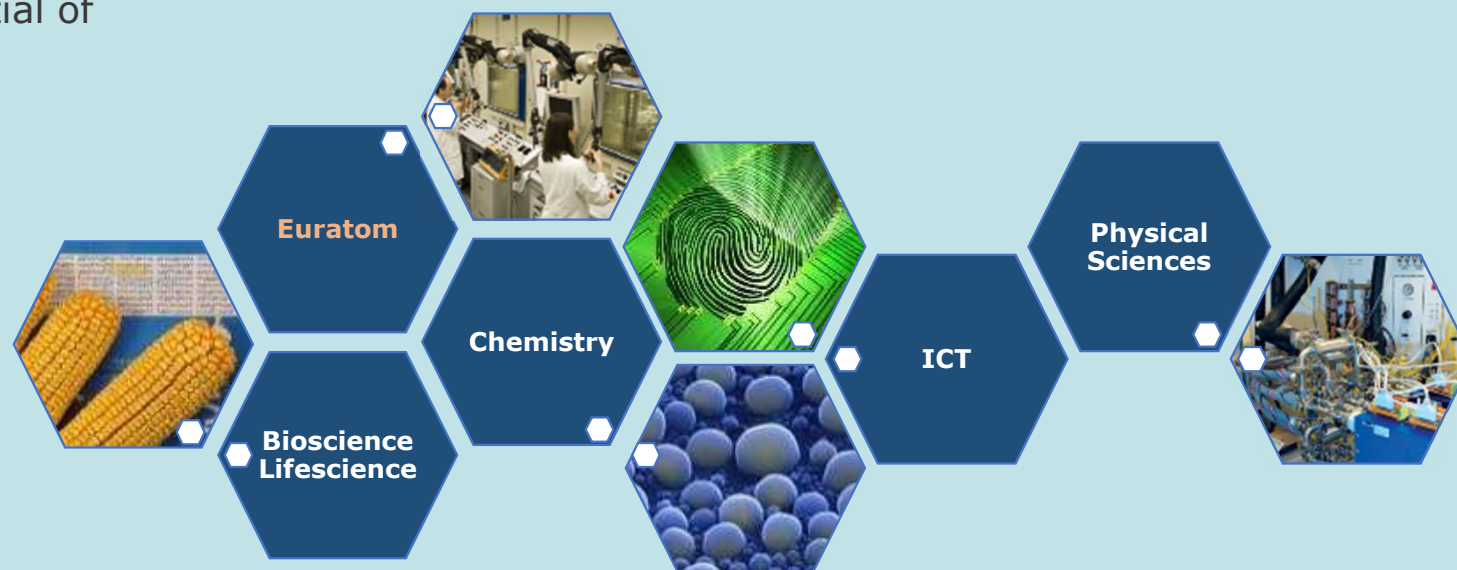 tial of
Euratom
Physical
Sciences
Chemistry
ICT
Bioscience
Lifescience